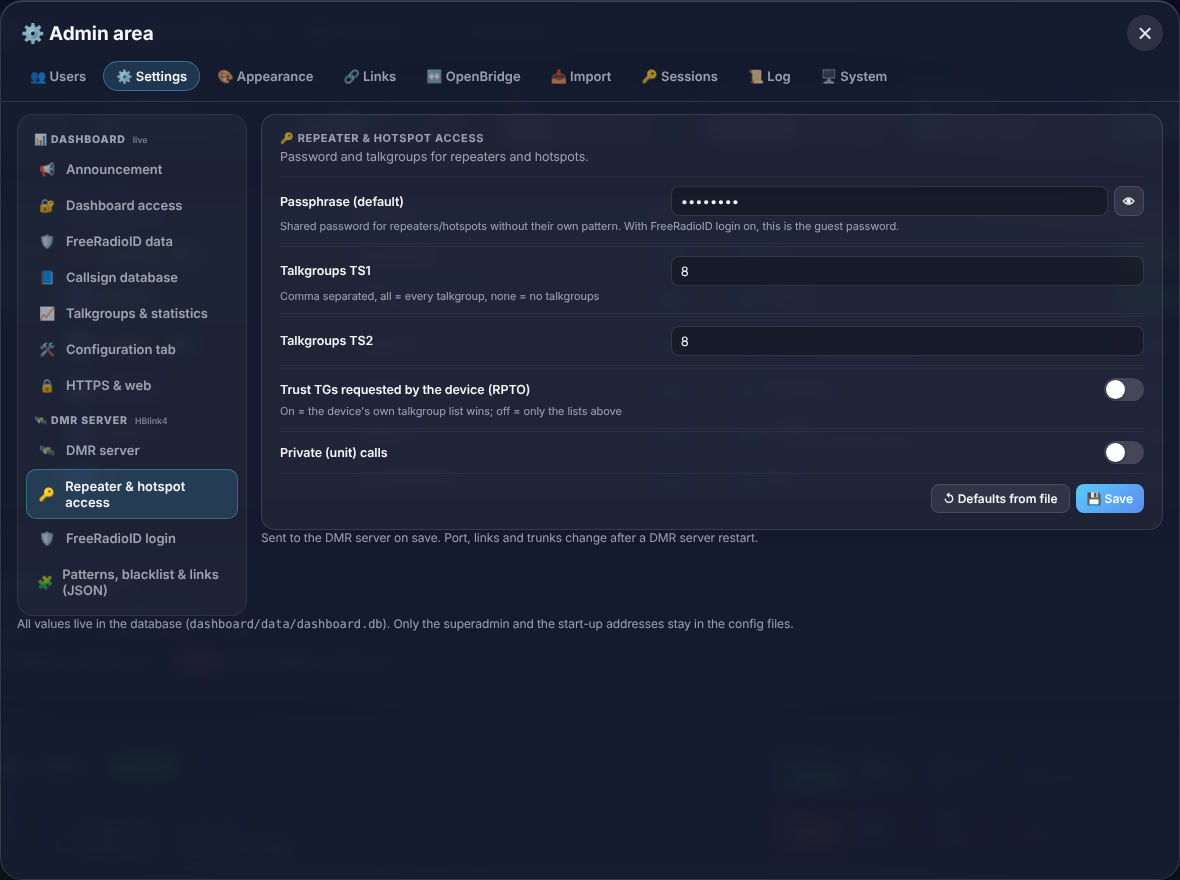 ⚙️ Admin area
✕
👥 Users
⚙️ Settings
🎨 Appearance
🔗 Links
↔️ OpenBridge
📥 Import
🔑 Sessions
📜 Log
🖥️ System
📊 DASHBOARD live
📢 Announcement
🔐 Dashboard access
🛡️ FreeRadioID data
📘 Callsign database
📈 Talkgroups & statistics
🛠️ Configuration tab
🔒 HTTPS & web
🛰️ DMR SERVER HBlink4
🛰️ DMR server
🔑 Repeater & hotspot
access
🛡️ FreeRadioID login
🧩 Patterns, blacklist & links
(JSON)
🔑 REPEATER & HOTSPOT ACCESS
Password and talkgroups for repeaters and hotspots.
Passphrase (default)
••••••••
Shared password for repeaters/hotspots without their own pattern. With FreeRadioID login on, this is the guest password.
Talkgroups TS1
8
Comma separated, all = every talkgroup, none = no talkgroups
Talkgroups TS2
8
Trust TGs requested by the device (RPTO)
On = the device's own talkgroup list wins; off = only the lists above
Private (unit) calls
↺ Defaults from file
💾 Save
Sent to the DMR server on save. Port, links and trunks change after a DMR server restart.
All values live in the database (dashboard/data/dashboard.db). Only the superadmin and the start-up addresses stay in the config files.